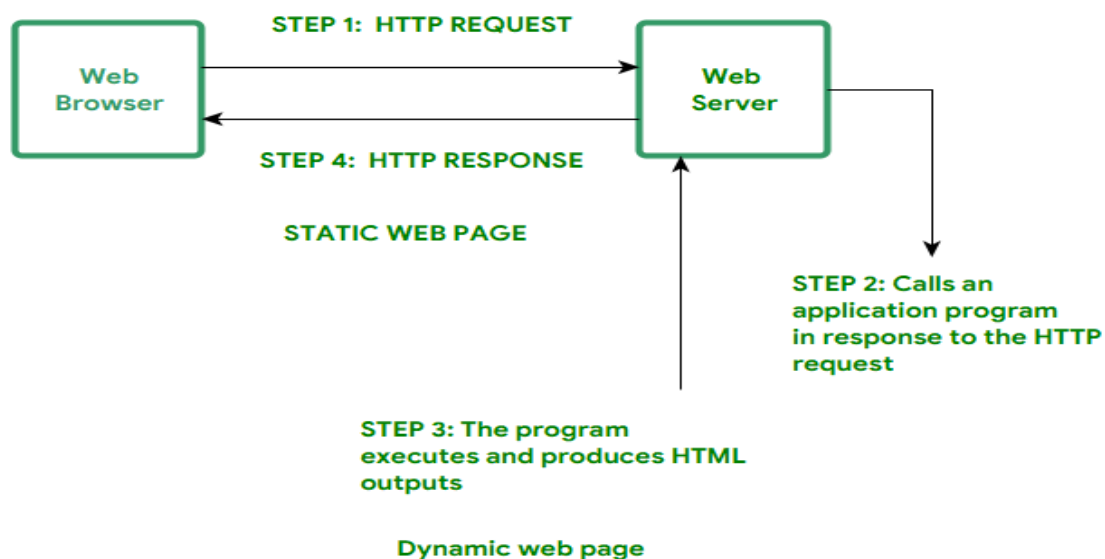 STEP 1: HTTP REQUEST
Web
Browser
Web
Server
STEP 4: HTTP RESPONSE
STATIC WEB PAGE
STEP 2: Calls an
application program
in response to the HTTP
request
STEP 3: The program
executes and produces HTML
outputs
Dynamic web page